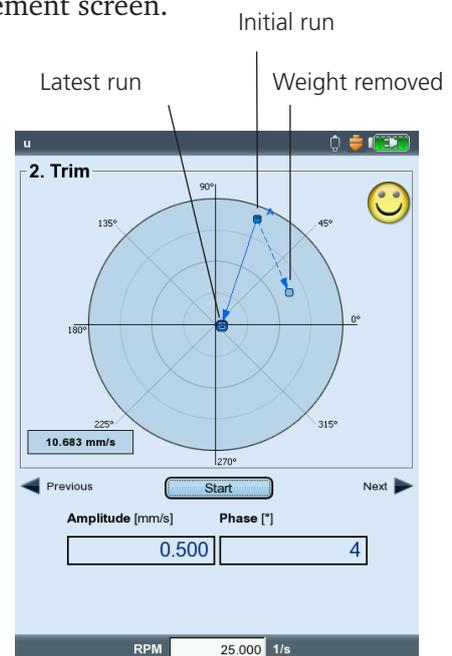 ement screen.
Initial run
Latest run
Weight removed
u
2. Trim
90°
A
135°
45°
180°
0°
225°
315°
10.683 mm/s
270°
Previous
Start
Next
Amplitude [mm/s]
Phase [°]
0.500
4
RPM
25.000
1/s